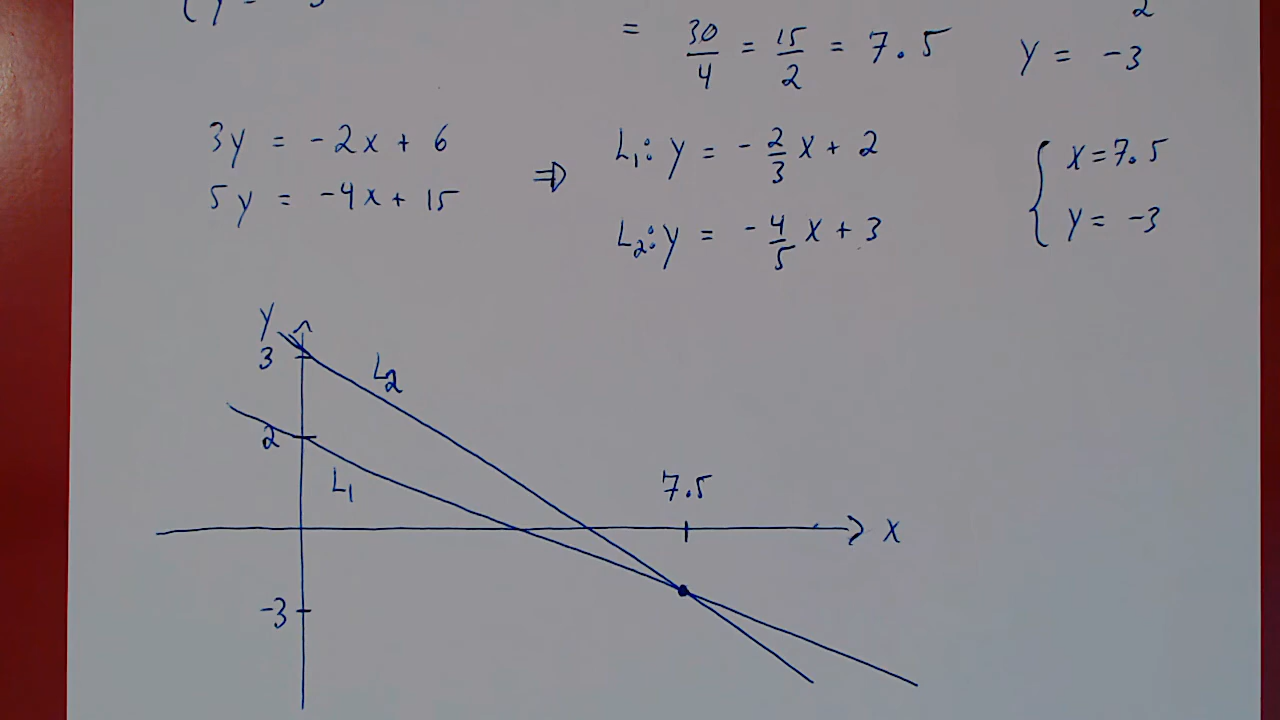 = 30/4 = 15/2 = 7.5
2
y = -3
3y = -2x + 6
5y = -4x + 15
⇒
L₁: y = -2/3 x + 2
L₂: y = -4/5 x + 3
{ x = 7.5
y = -3
y
3
L₂
2
L₁
7.5
x
-3